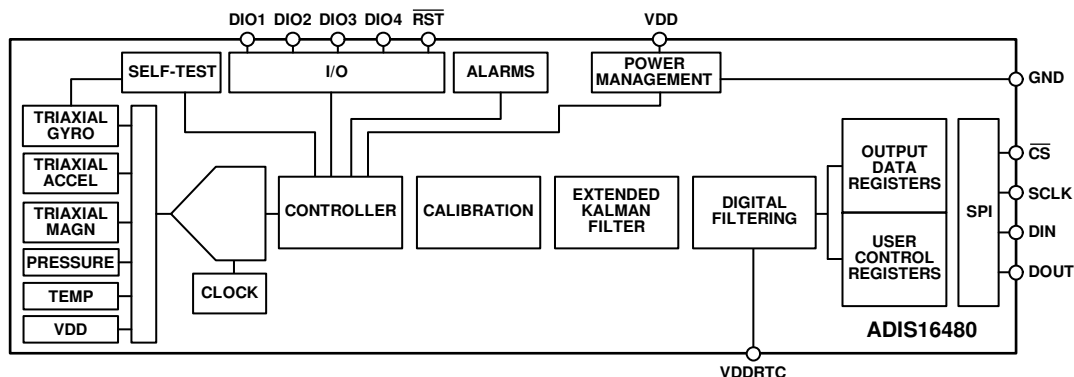 DIO1 DIO2 DIO3 DIO4 RST VDD
SELF-TEST
I/O
ALARMS
POWER
MANAGEMENT
GND
TRIAXIAL
GYRO
TRIAXIAL
ACCEL
TRIAXIAL
MAGN
PRESSURE
TEMP
VDD
CLOCK
CONTROLLER
CALIBRATION
EXTENDED
KALMAN
FILTER
DIGITAL
FILTERING
OUTPUT
DATA
REGISTERS
USER
CONTROL
REGISTERS
SPI
CS
SCLK
DIN
DOUT
ADIS16480
VDDRTC